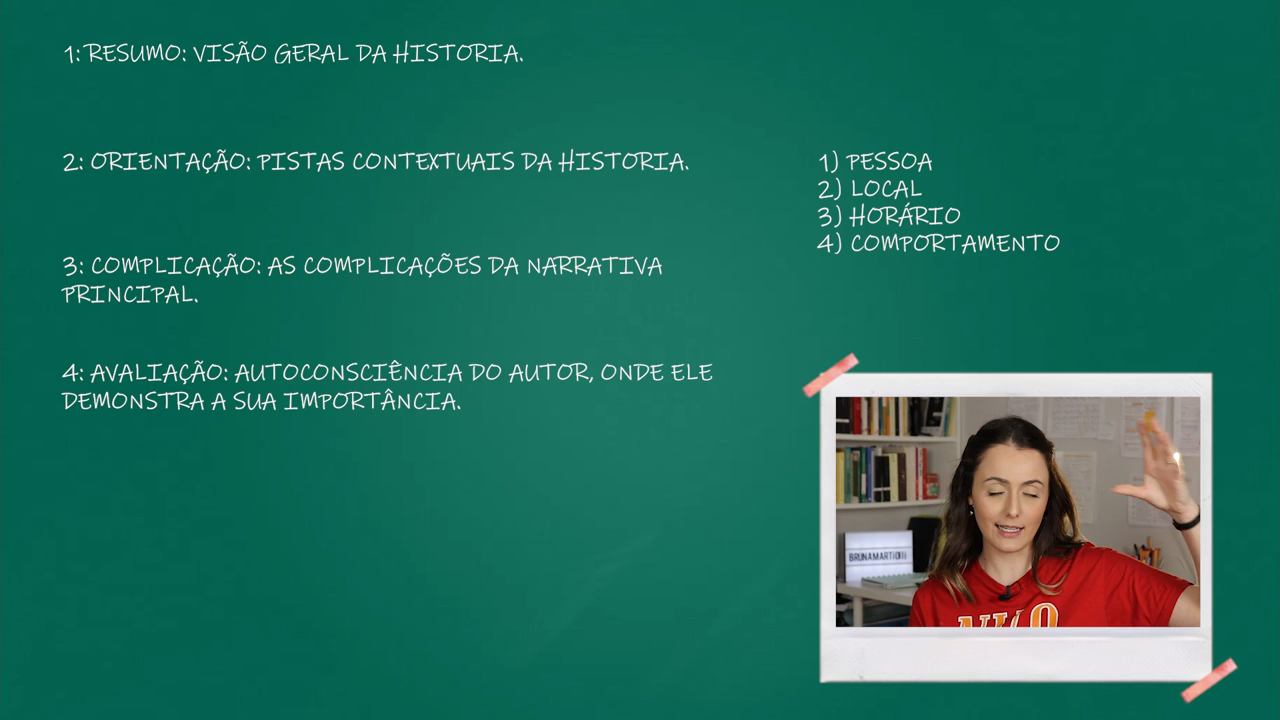 1: RESUMO: VISÃO GERAL DA HISTORIA.
2: ORIENTAÇÃO: PISTAS CONTEXTUAIS DA HISTORIA.
1) PESSOA
2) LOCAL
3) HORÁRIO
4) COMPORTAMENTO
3: COMPLICAÇÃO: AS COMPLICAÇÕES DA NARRATIVA
PRINCIPAL.
4: AVALIAÇÃO: AUTOCONSCIÊNCIA DO AUTOR, ONDE ELE
DEMONSTRA A SUA IMPORTÂNCIA.